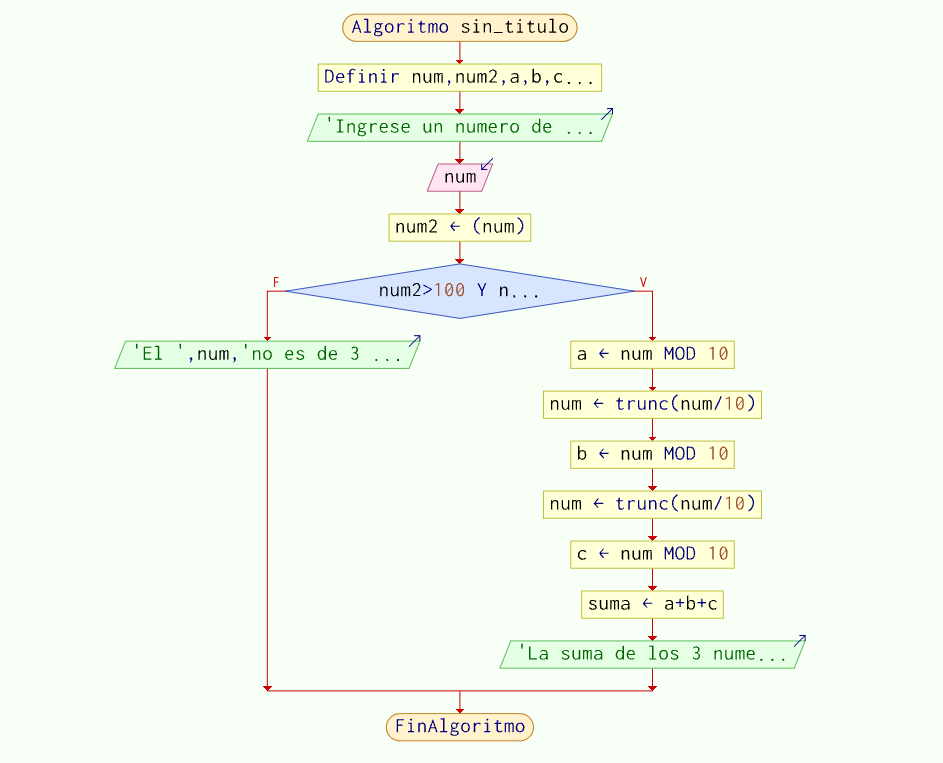 Algoritmo sin_titulo
Definir num,num2,a,b,c...
'Ingrese un numero de ...
num
num2 ← (num)
F
num2>100 Y n...
V
'El ',num,'no es de 3 ...
a ← num MOD 10
num ← trunc(num/10)
b ← num MOD 10
num ← trunc(num/10)
c ← num MOD 10
suma ← a+b+c
'La suma de los 3 nume...
FinAlgoritmo